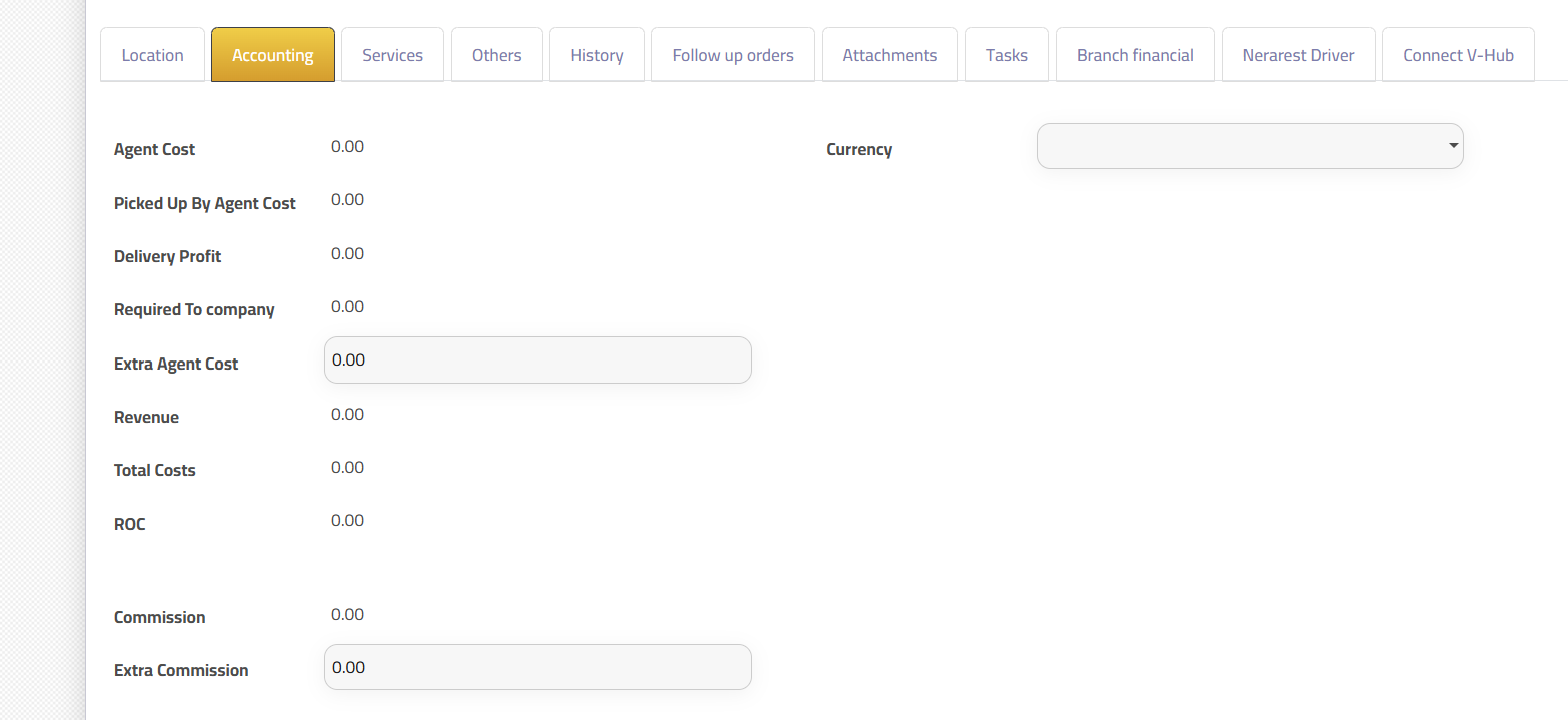 Location Accounting Services Others History Follow up orders Attachments Tasks Branch financial Nerarest Driver Connect V-Hub
Agent Cost 0.00 Currency
Picked Up By Agent Cost 0.00
Delivery Profit 0.00
Required To company 0.00
Extra Agent Cost 0.00
Revenue 0.00
Total Costs 0.00
ROC 0.00
Commission 0.00
Extra Commission 0.00